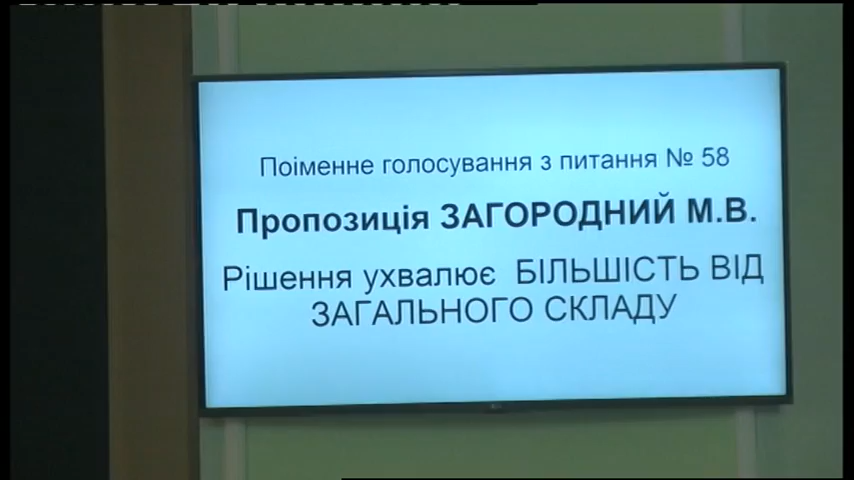 Поіменне голосування з питання № 58
Пропозиція ЗАГОРОДНИЙ М.В.
Рішення ухвалює БІЛЬШІСТЬ ВІД
ЗАГАЛЬНОГО СКЛАДУ